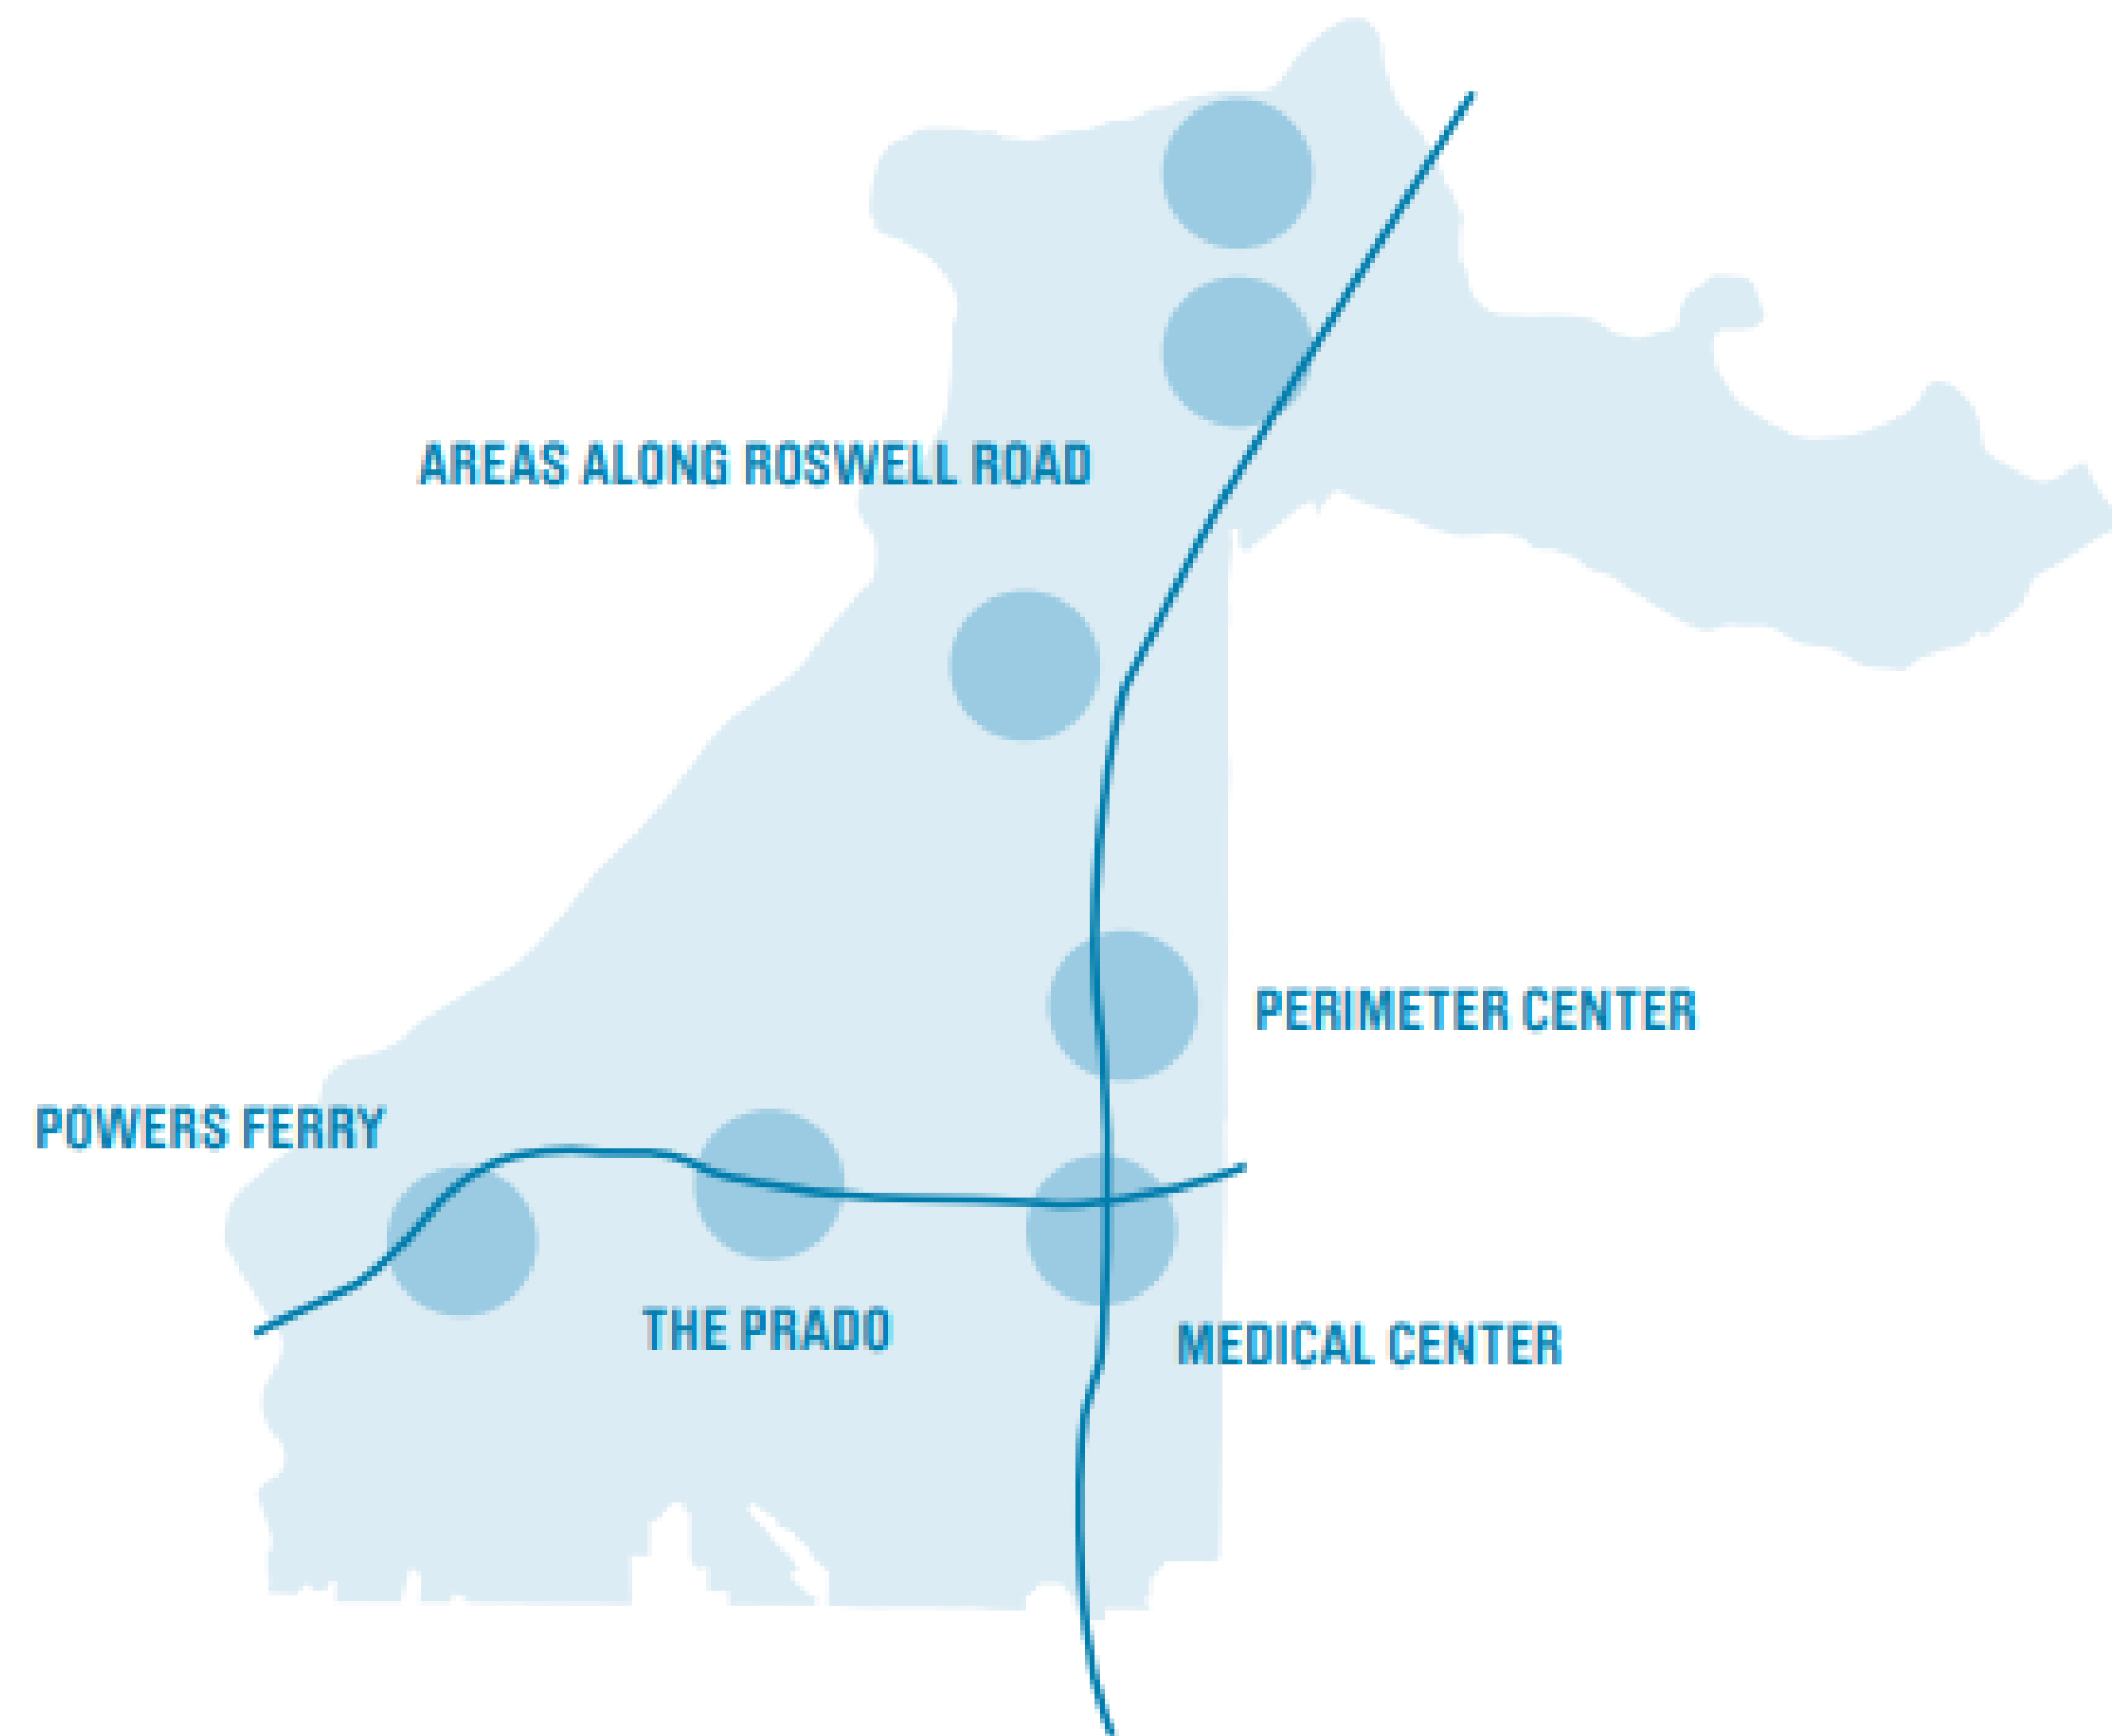 AREAS ALONG ROSWELL ROAD
PERIMETER CENTER
POWERS FERRY
THE PRADO
MEDICAL CENTER